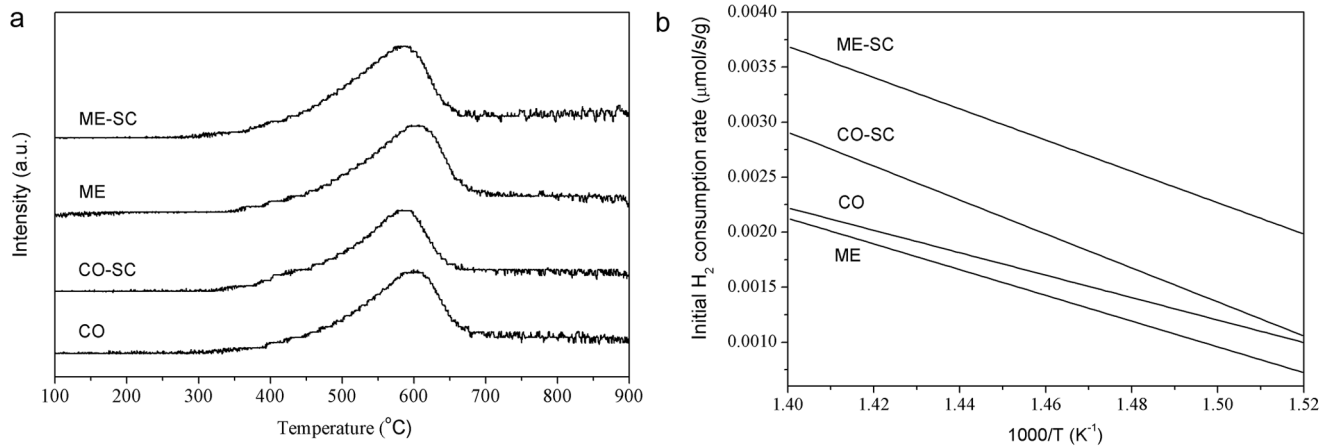 a
ME-SC
ME
CO-SC
CO
Intensity (a.u.)
100 200 300 400 500 600 700 800 900
Temperature (°C)
b
0.0040
0.0035
0.0030
0.0025
0.0020
0.0015
0.0010
Initial H₂ consumption rate (μmol/s/g)
ME-SC
CO-SC
CO
ME
1.40 1.42 1.44 1.46 1.48 1.50 1.52
1000/T (K⁻¹)